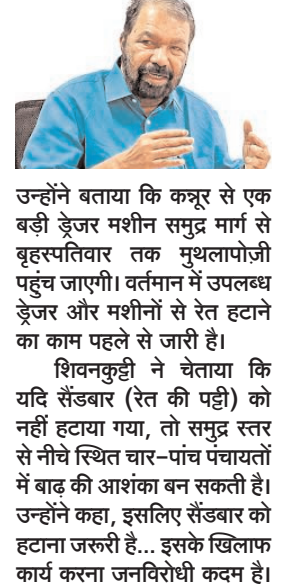 उन्होंने बताया कि कन्नूर से एक
बड़ी ड्रेजर मशीन समुद्र मार्ग से
बृहस्पतिवार तक मुथलापोज़ी
पहुंच जाएगी। वर्तमान में उपलब्ध
ड्रेजर और मशीनों से रेत हटाने
का काम पहले से जारी है।
शिवनकुट्टी ने चेताया कि
यदि सैंडबार (रेत की पट्टी) को
नहीं हटाया गया, तो समुद्र स्तर
से नीचे स्थित चार-पांच पंचायतों
में बाढ़ की आशंका बन सकती है।
उन्होंने कहा, इसलिए सैंडबार को
हटाना जरूरी है... इसके खिलाफ
कार्य करना जनविरोधी कदम है।